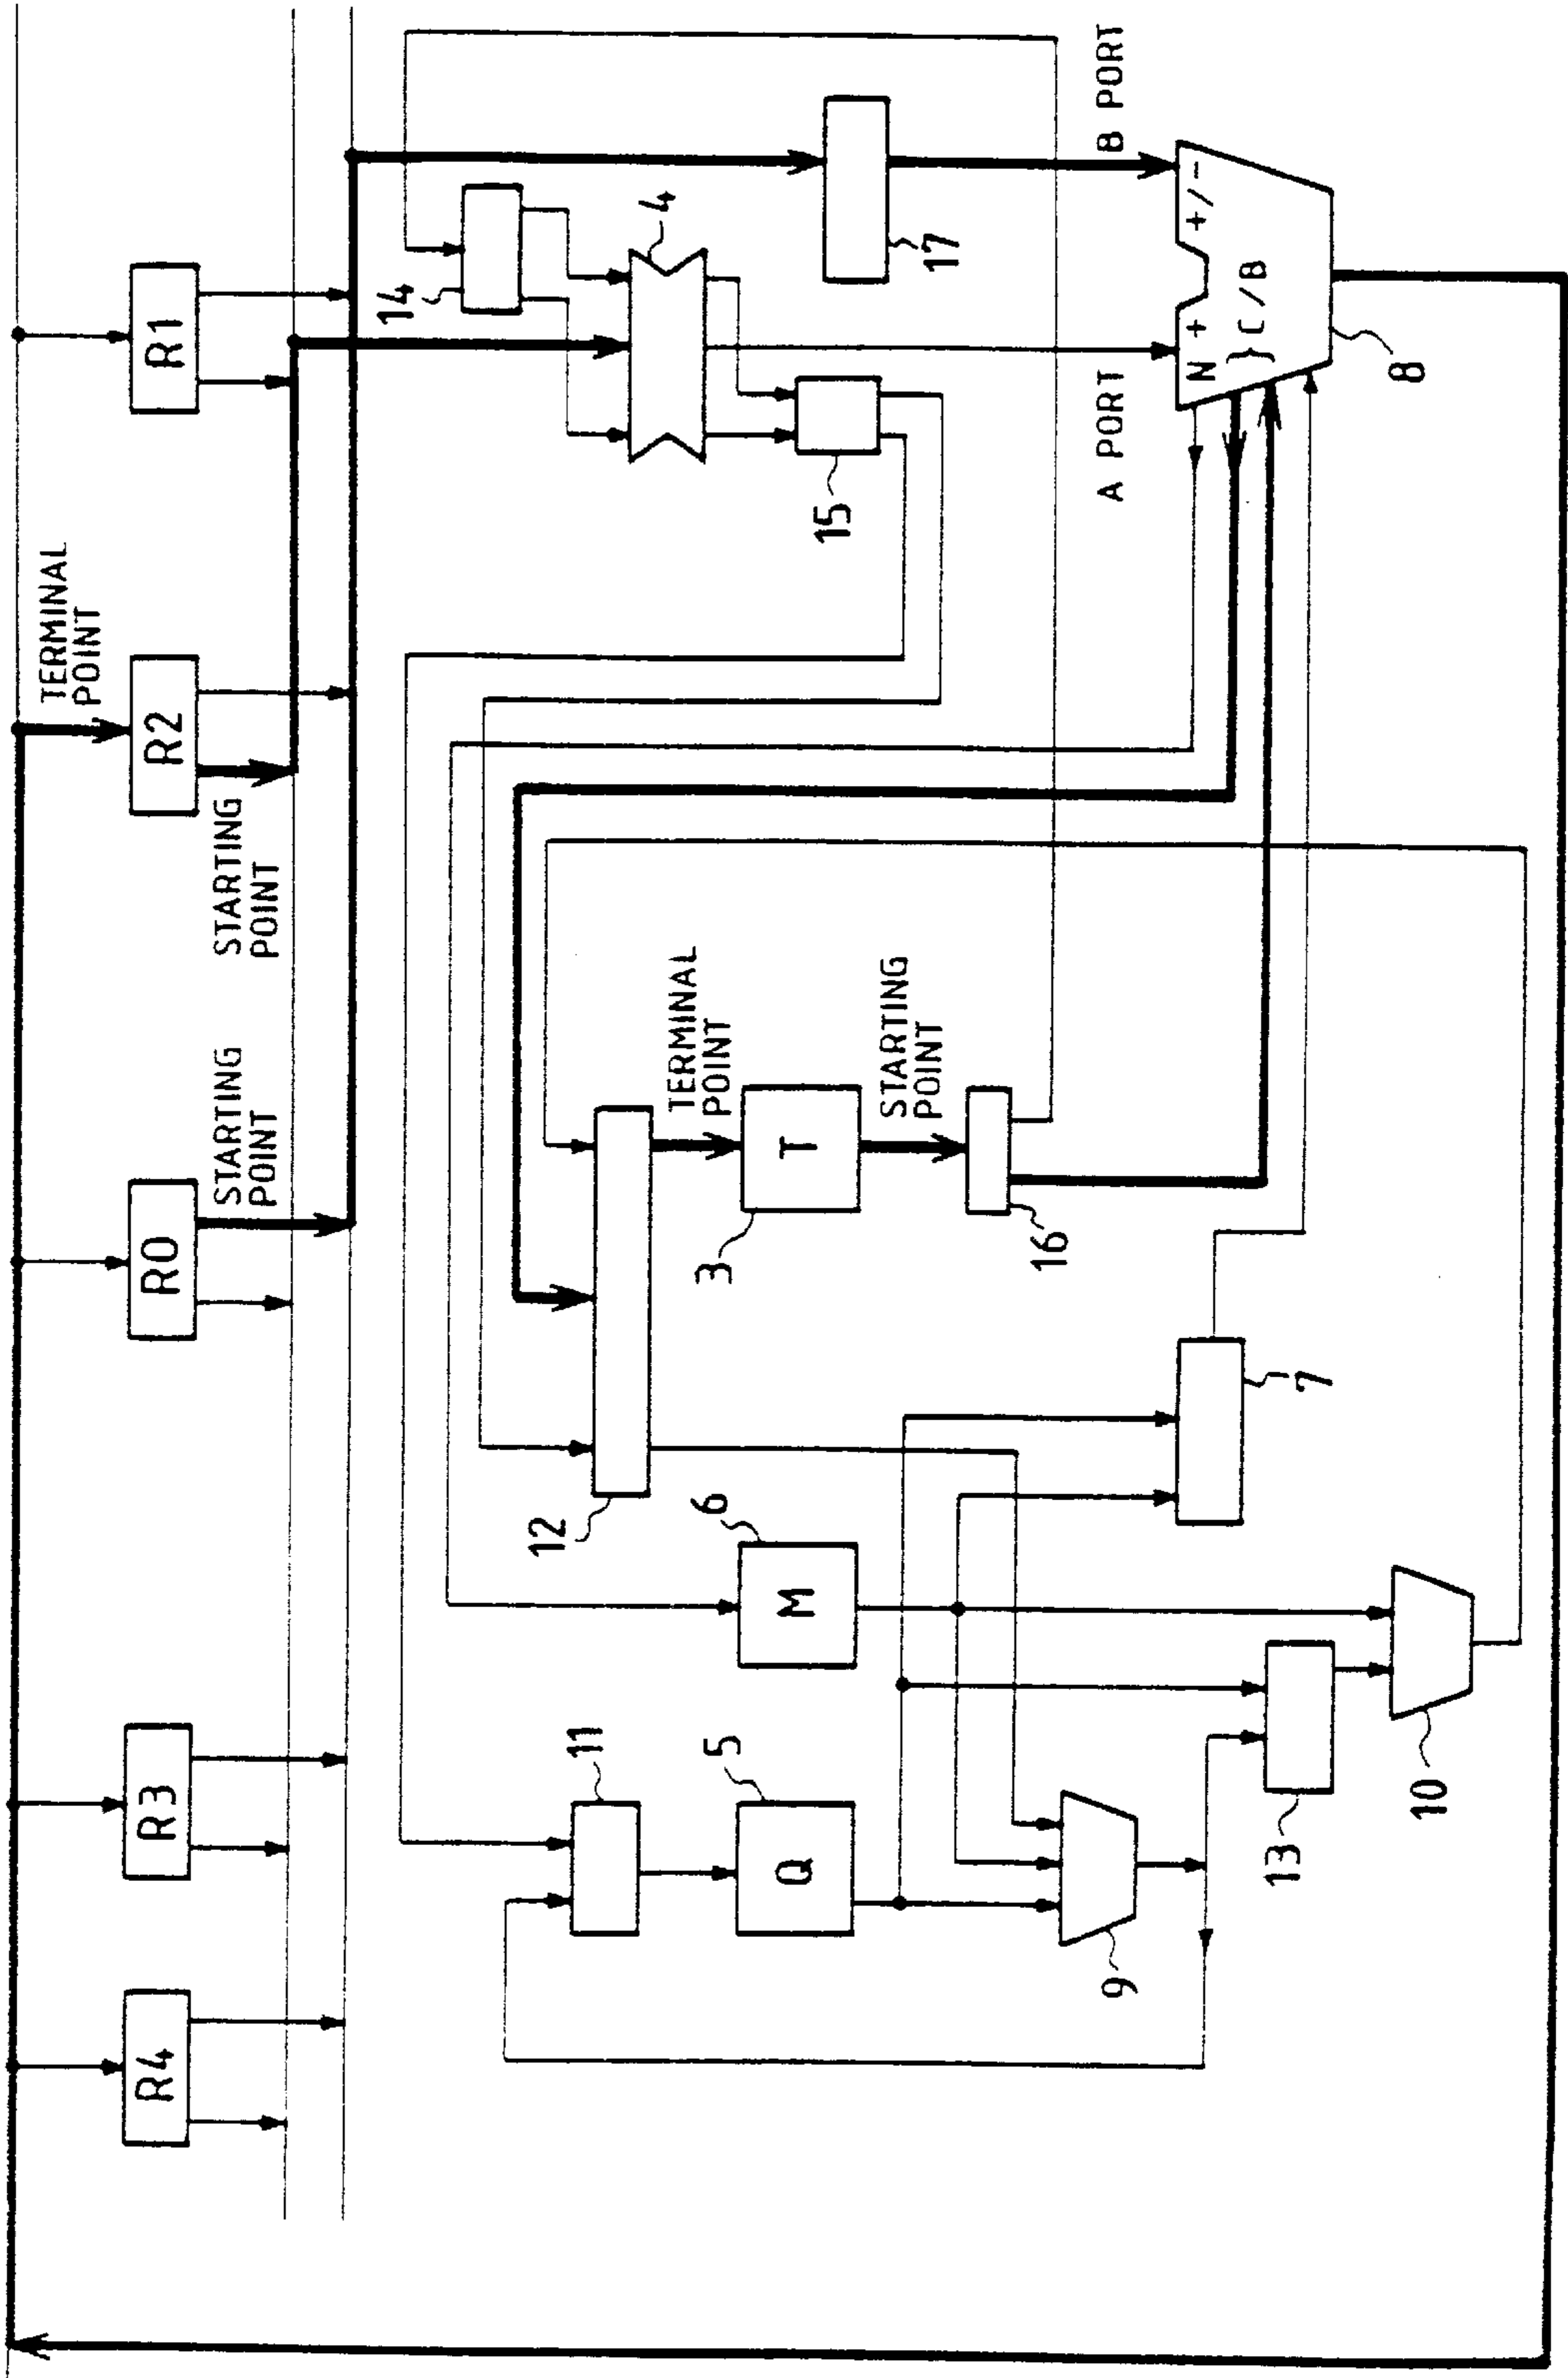 R4
R3
R0
R2
R1
TERMINAL
POINT
STARTING
POINT
STARTING
POINT
14
4
17
15
A PORT
B PORT
N + +/-
} C/B
8
12
TERMINAL
POINT
T
3
STARTING
POINT
16
6
M
7
11
5
Q
9
13
10